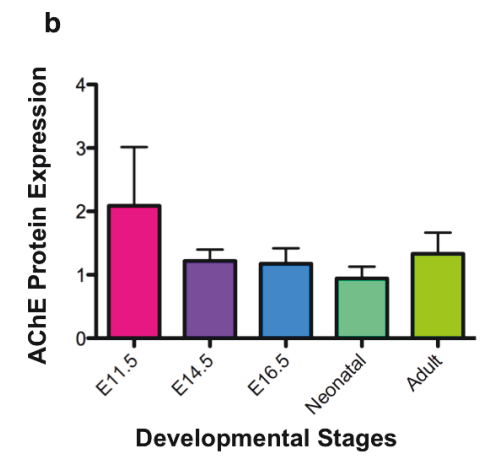 b
AChE Protein Expression
4
3
2
1
0
E11.5
E14.5
E16.5
Neonatal
Adult
Developmental Stages